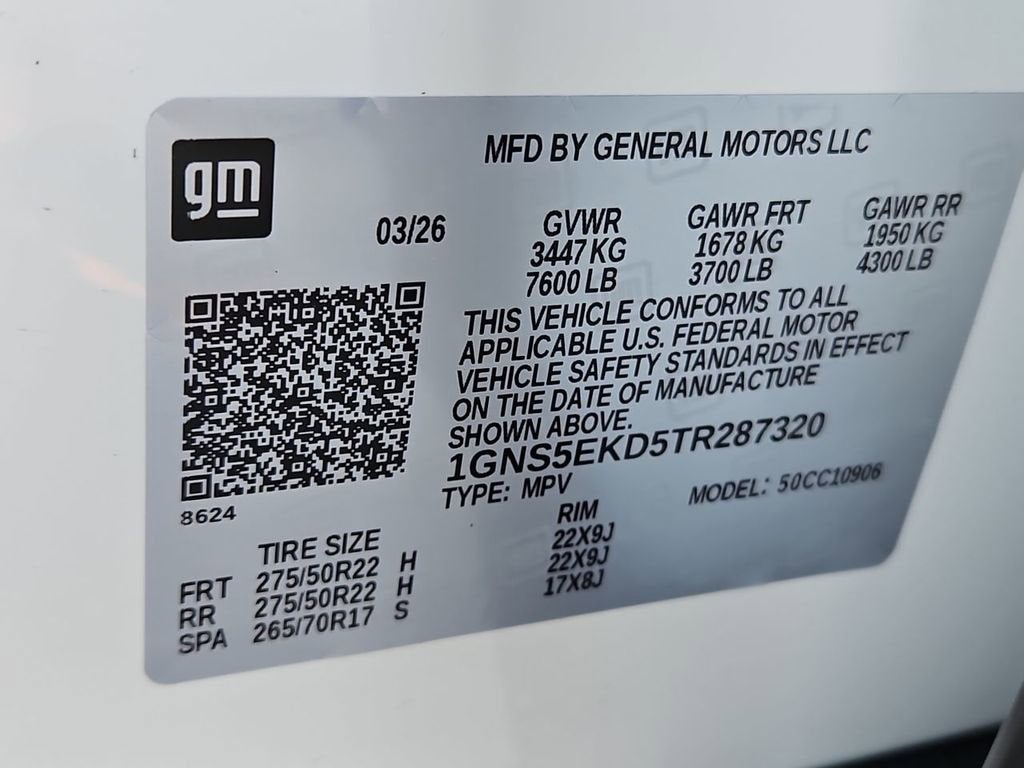 gm
MFD BY GENERAL MOTORS LLC
03/26
GVWR
3447 KG
7600 LB
GAWR FRT
1678 KG
3700 LB
GAWR RR
1950 KG
4300 LB
THIS VEHICLE CONFORMS TO ALL
APPLICABLE U.S. FEDERAL MOTOR
VEHICLE SAFETY STANDARDS IN EFFECT
ON THE DATE OF MANUFACTURE
SHOWN ABOVE.
1GNS5EKD5TR287320
TYPE: MPV
MODEL: 50CC10906
8624
TIRE SIZE
RIM
FRT 275/50R22 H 22X9J
RR 275/50R22 H 22X9J
SPA 265/70R17 S 17X8J